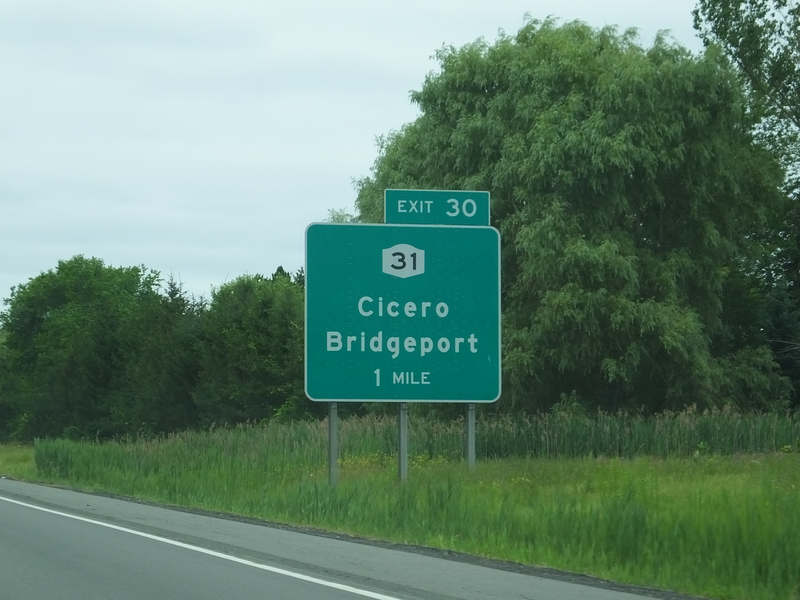 EXIT 30
31
Cicero
Bridgeport
1 MILE